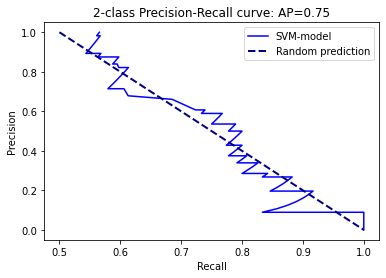 2-class Precision-Recall curve: AP=0.75
SVM-model
Random prediction
Precision
1.0
0.8
0.6
0.4
0.2
0.0
0.5 0.6 0.7 0.8 0.9 1.0
Recall